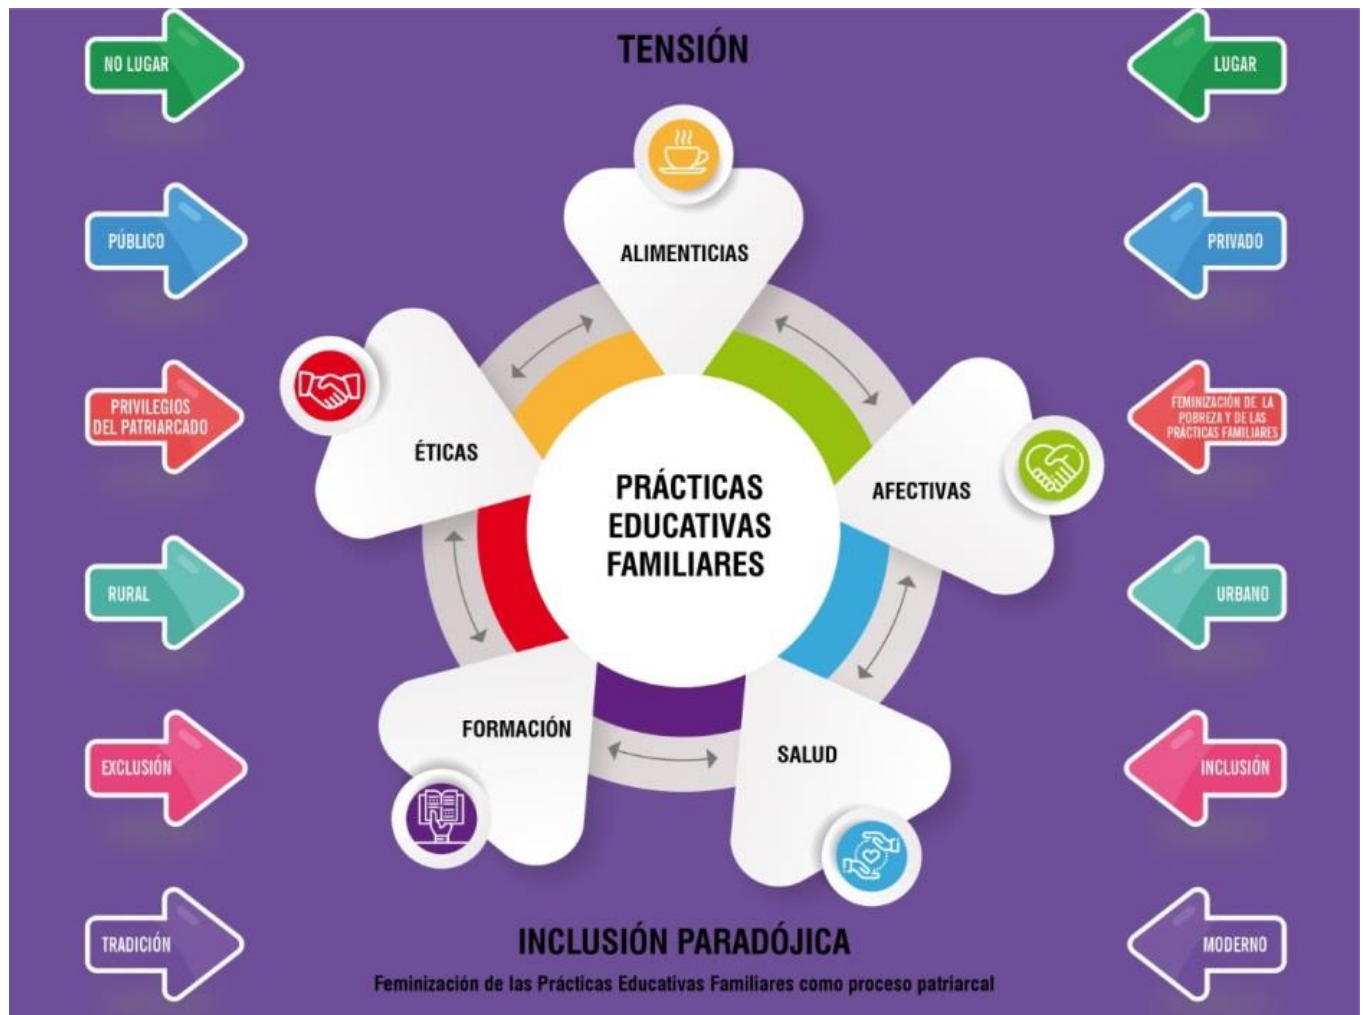 TENSIÓN
NO LUGAR
LUGAR
PÚBLICO
PRIVADO
PRIVILEGIOS
DEL PATRIARCADO
FEMINIZACIÓN DE LA
POBREZA Y DE LAS
PRÁCTICAS FAMILIARES
RURAL
URBANO
EXCLUSIÓN
INCLUSIÓN
TRADICIÓN
MODERNO
ALIMENTICIAS
ÉTICAS
AFECTIVAS
PRÁCTICAS
EDUCATIVAS
FAMILIARES
FORMACIÓN
SALUD
INCLUSIÓN PARADÓJICA
Feminización de las Prácticas Educativas Familiares como proceso patriarcal